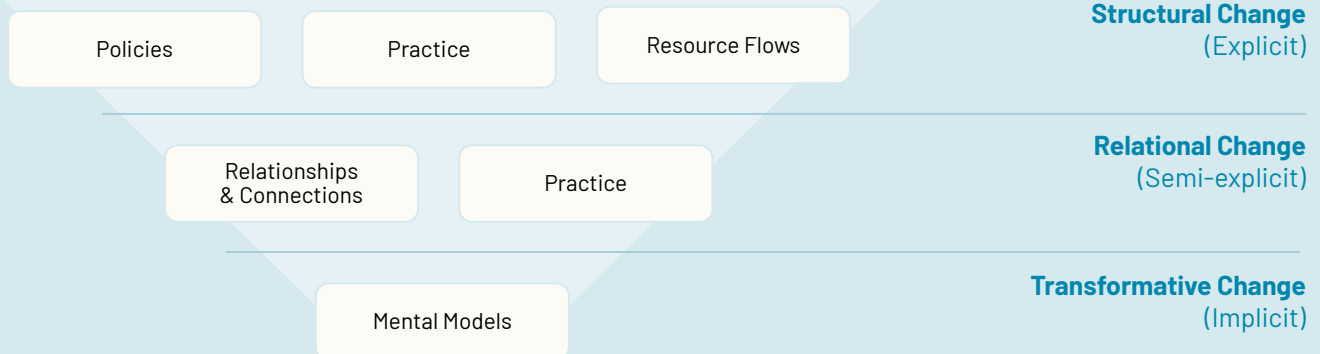 Policies
Practice
Resource Flows
Structural Change
(Explicit)
Relationships
& Connections
Practice
Relational Change
(Semi-explicit)
Mental Models
Transformative Change
(Implicit)